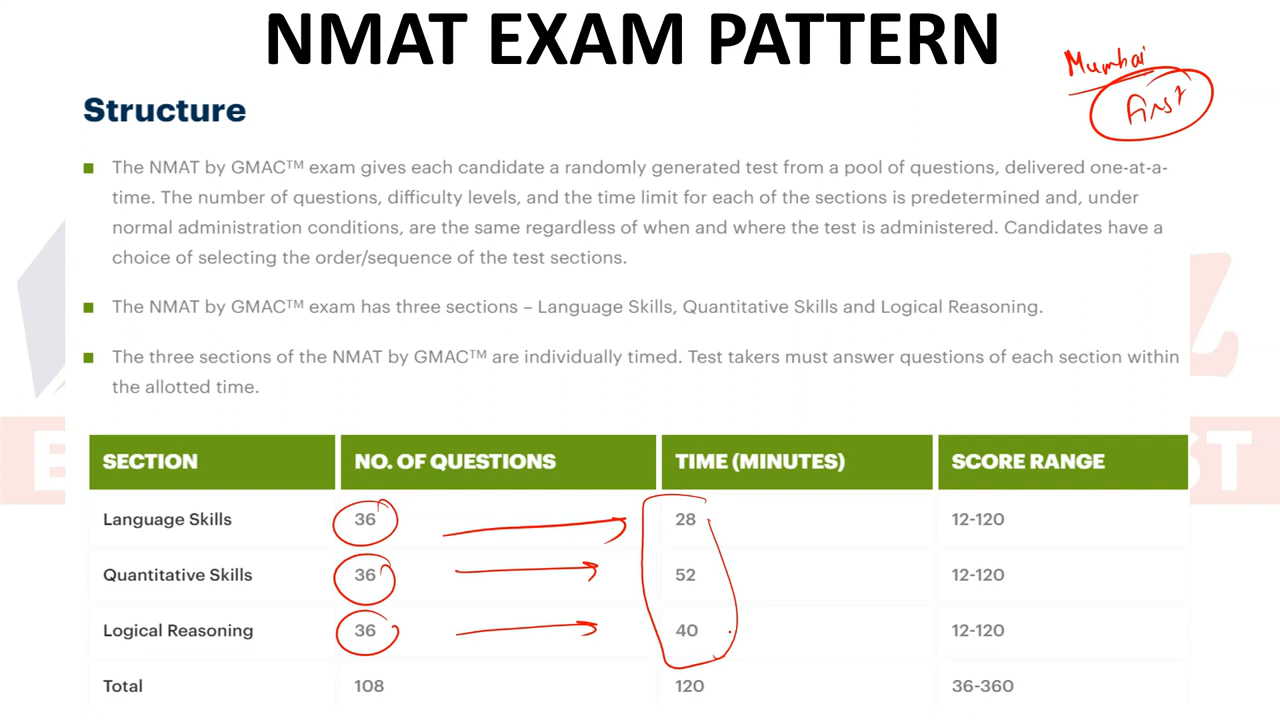 NMAT EXAM PATTERN
Mumbai
first
Structure
The NMAT by GMAC™ exam gives each candidate a randomly generated test from a pool of questions, delivered one-at-a-
time. The number of questions, difficulty levels, and the time limit for each of the sections is predetermined and, under
normal administration conditions, are the same regardless of when and where the test is administered. Candidates have a
choice of selecting the order/sequence of the test sections.
The NMAT by GMAC™ exam has three sections – Language Skills, Quantitative Skills and Logical Reasoning.
The three sections of the NMAT by GMAC™ are individually timed. Test takers must answer questions of each section within
the allotted time.
SECTION NO. OF QUESTIONS TIME (MINUTES) SCORE RANGE
Language Skills 36 28 12-120
Quantitative Skills 36 52 12-120
Logical Reasoning 36 40 12-120
Total 108 120 36-360